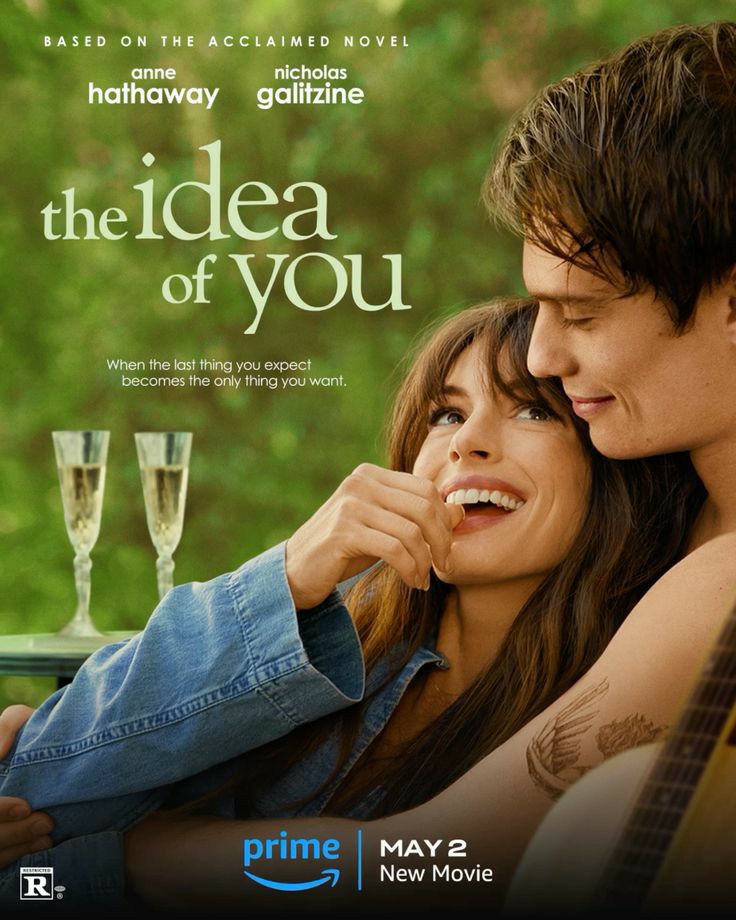 BASED ON THE ACCLAIMED NOVEL
anne hathaway
nicholas galitzine
the idea
of you
When the last thing you expect
becomes the only thing you want.
prime
MAY 2
New Movie
RESTRICTED
R
®